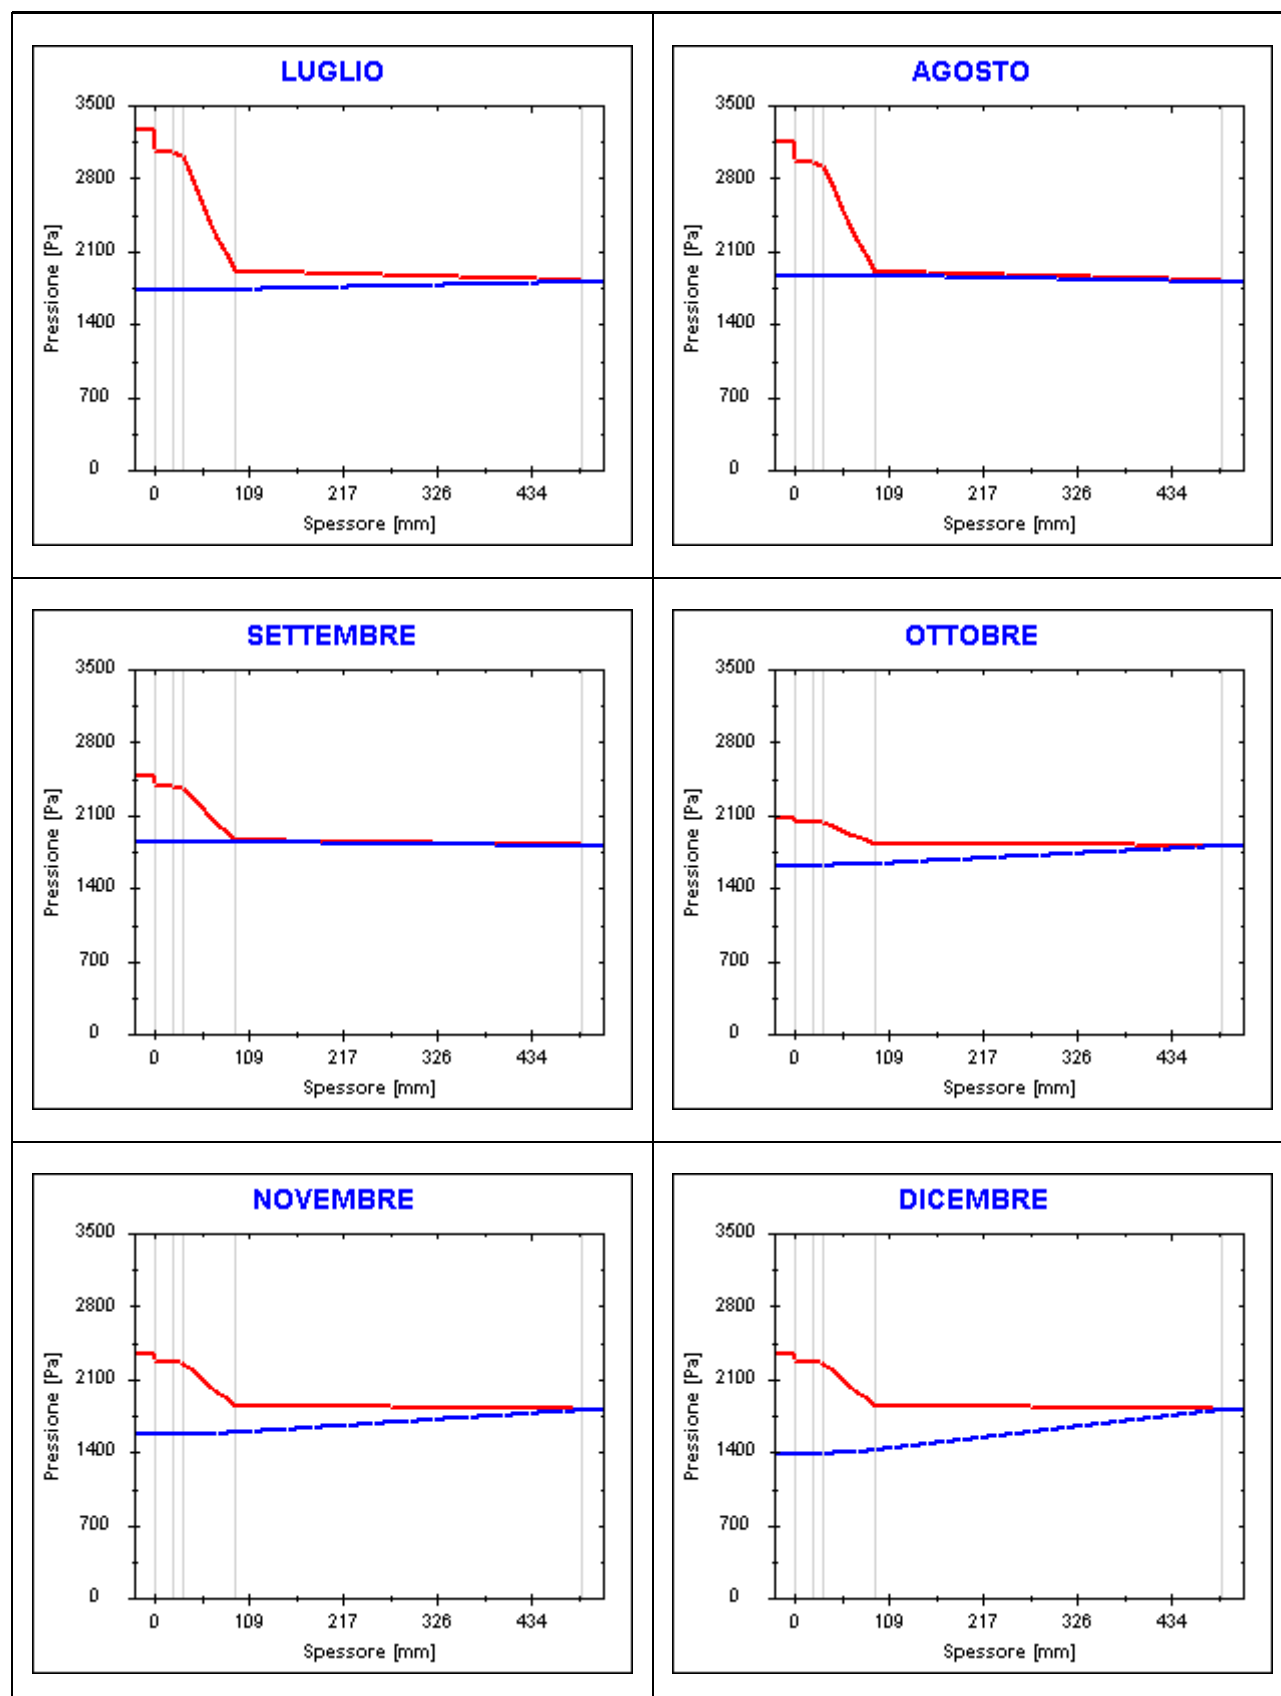 LUGLIO
3500
2800
2100
1400
700
0
Pressione [Pa]
0 109 217 326 434
Spessore [mm]
AGOSTO
3500
2800
2100
1400
700
0
Pressione [Pa]
0 109 217 326 434
Spessore [mm]
SETTEMBRE
3500
2800
2100
1400
700
0
Pressione [Pa]
0 109 217 326 434
Spessore [mm]
OTTOBRE
3500
2800
2100
1400
700
0
Pressione [Pa]
0 109 217 326 434
Spessore [mm]
NOVEMBRE
3500
2800
2100
1400
700
0
Pressione [Pa]
0 109 217 326 434
Spessore [mm]
DICEMBRE
3500
2800
2100
1400
700
0
Pressione [Pa]
0 109 217 326 434
Spessore [mm]